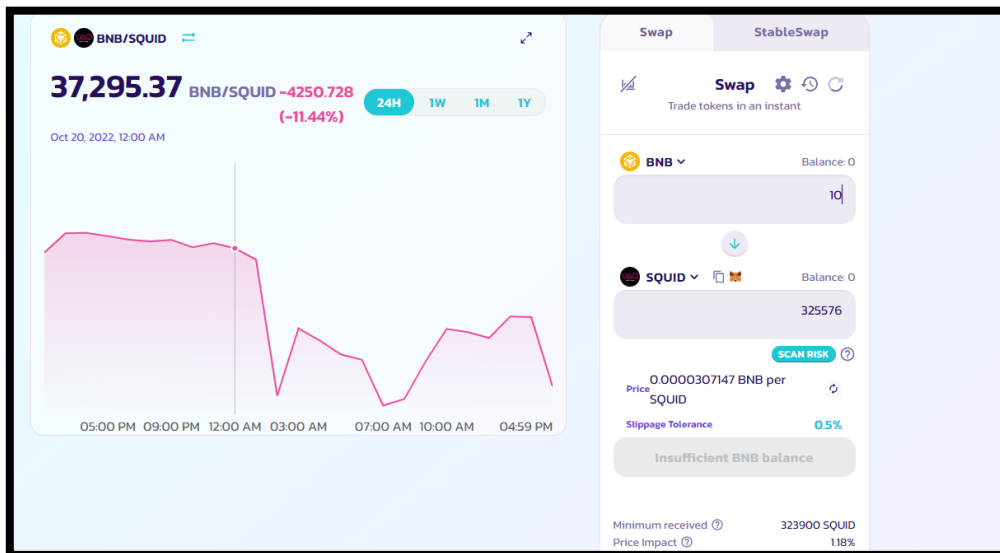 BNB/SQUID
37,295.37 BNB/SQUID -4250.728
(-11.44%)
24H 1W 1M 1Y
Oct 20, 2022, 12:00 AM
05:00 PM 09:00 PM 12:00 AM 03:00 AM 07:00 AM 10:00 AM 04:59 PM
Swap StableSwap
Swap
Trade tokens in an instant
BNB Balance: 0
10
SQUID Balance: 0
325576
SCAN RISK ?
Price 0.0000307147 BNB per
SQUID
Slippage Tolerance 0.5%
Insufficient BNB balance
Minimum received ? 323900 SQUID
Price Impact ? 1.18%